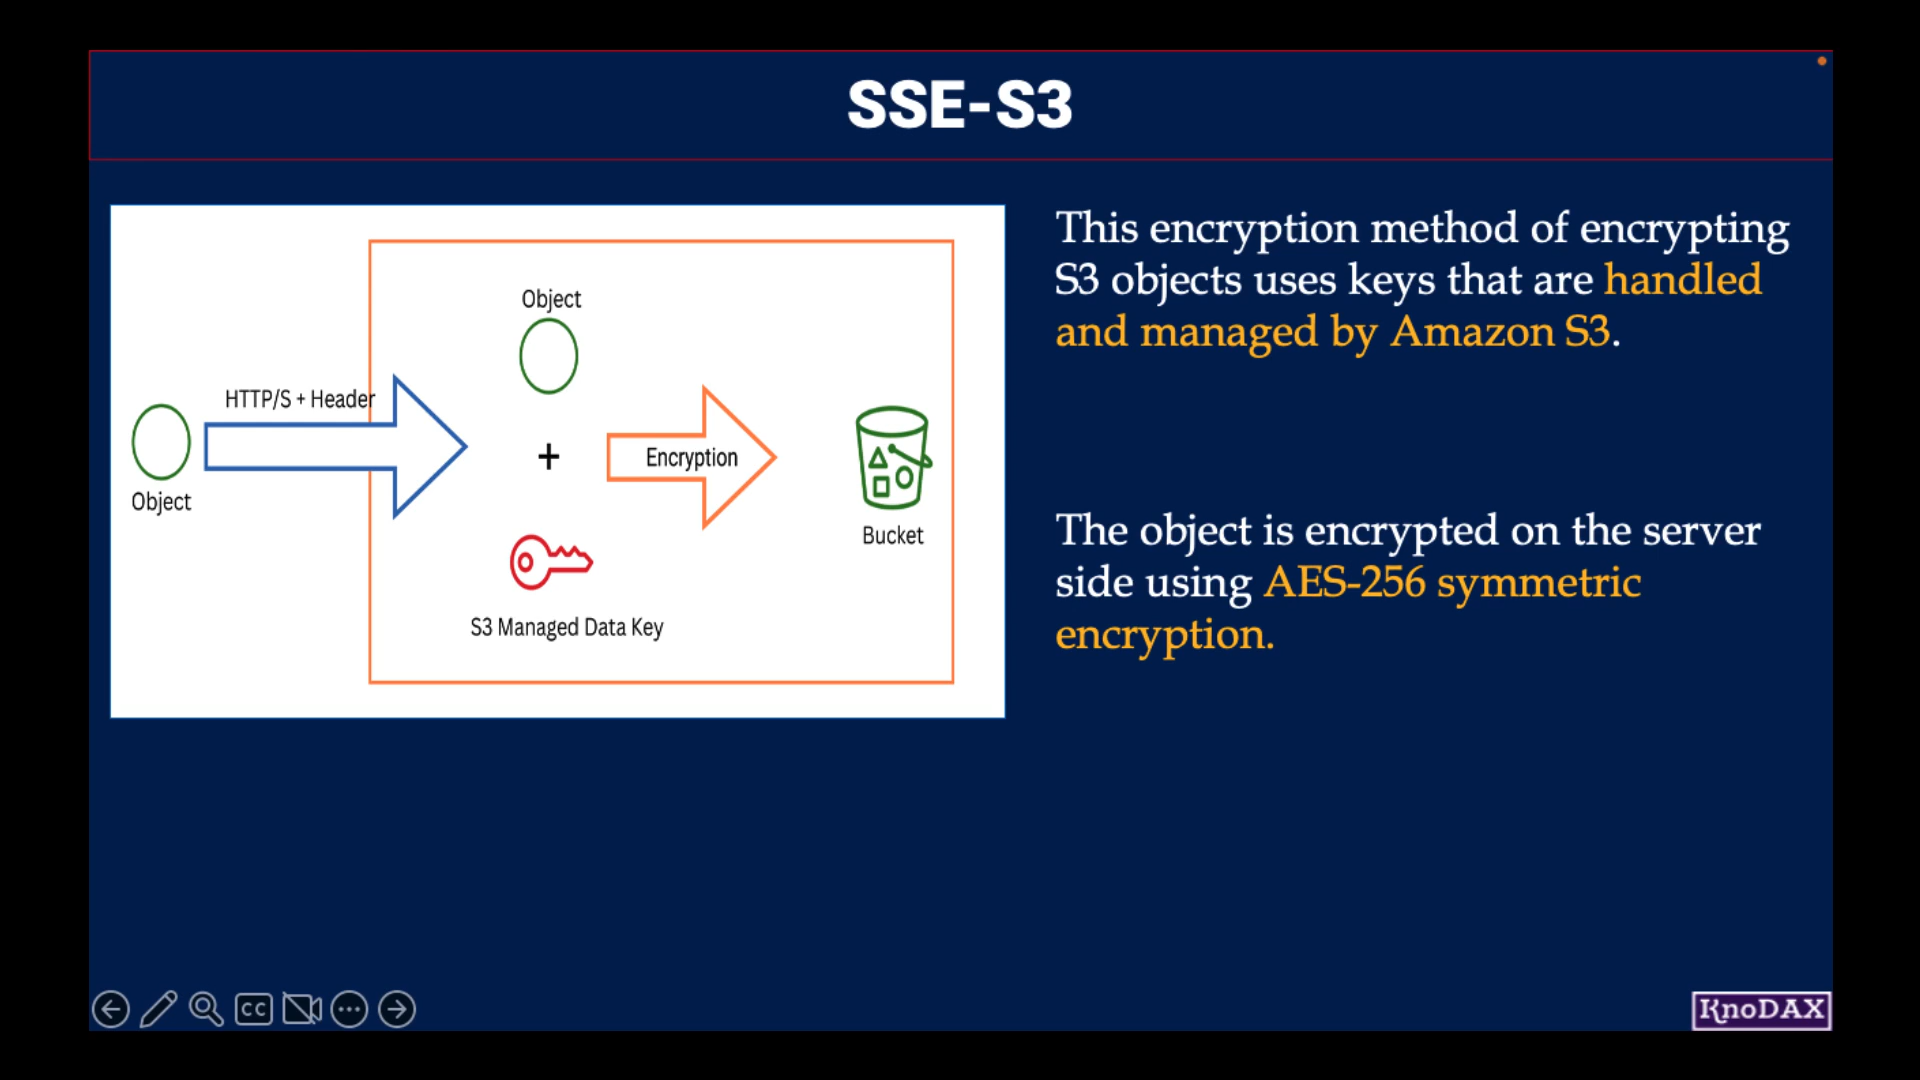 SSE-S3
Object
HTTP/S + Header
Object
+
S3 Managed Data Key
Encryption
Bucket
This encryption method of encrypting
S3 objects uses keys that are handled
and managed by Amazon S3.
The object is encrypted on the server
side using AES-256 symmetric
encryption.
CC
KnoDAX